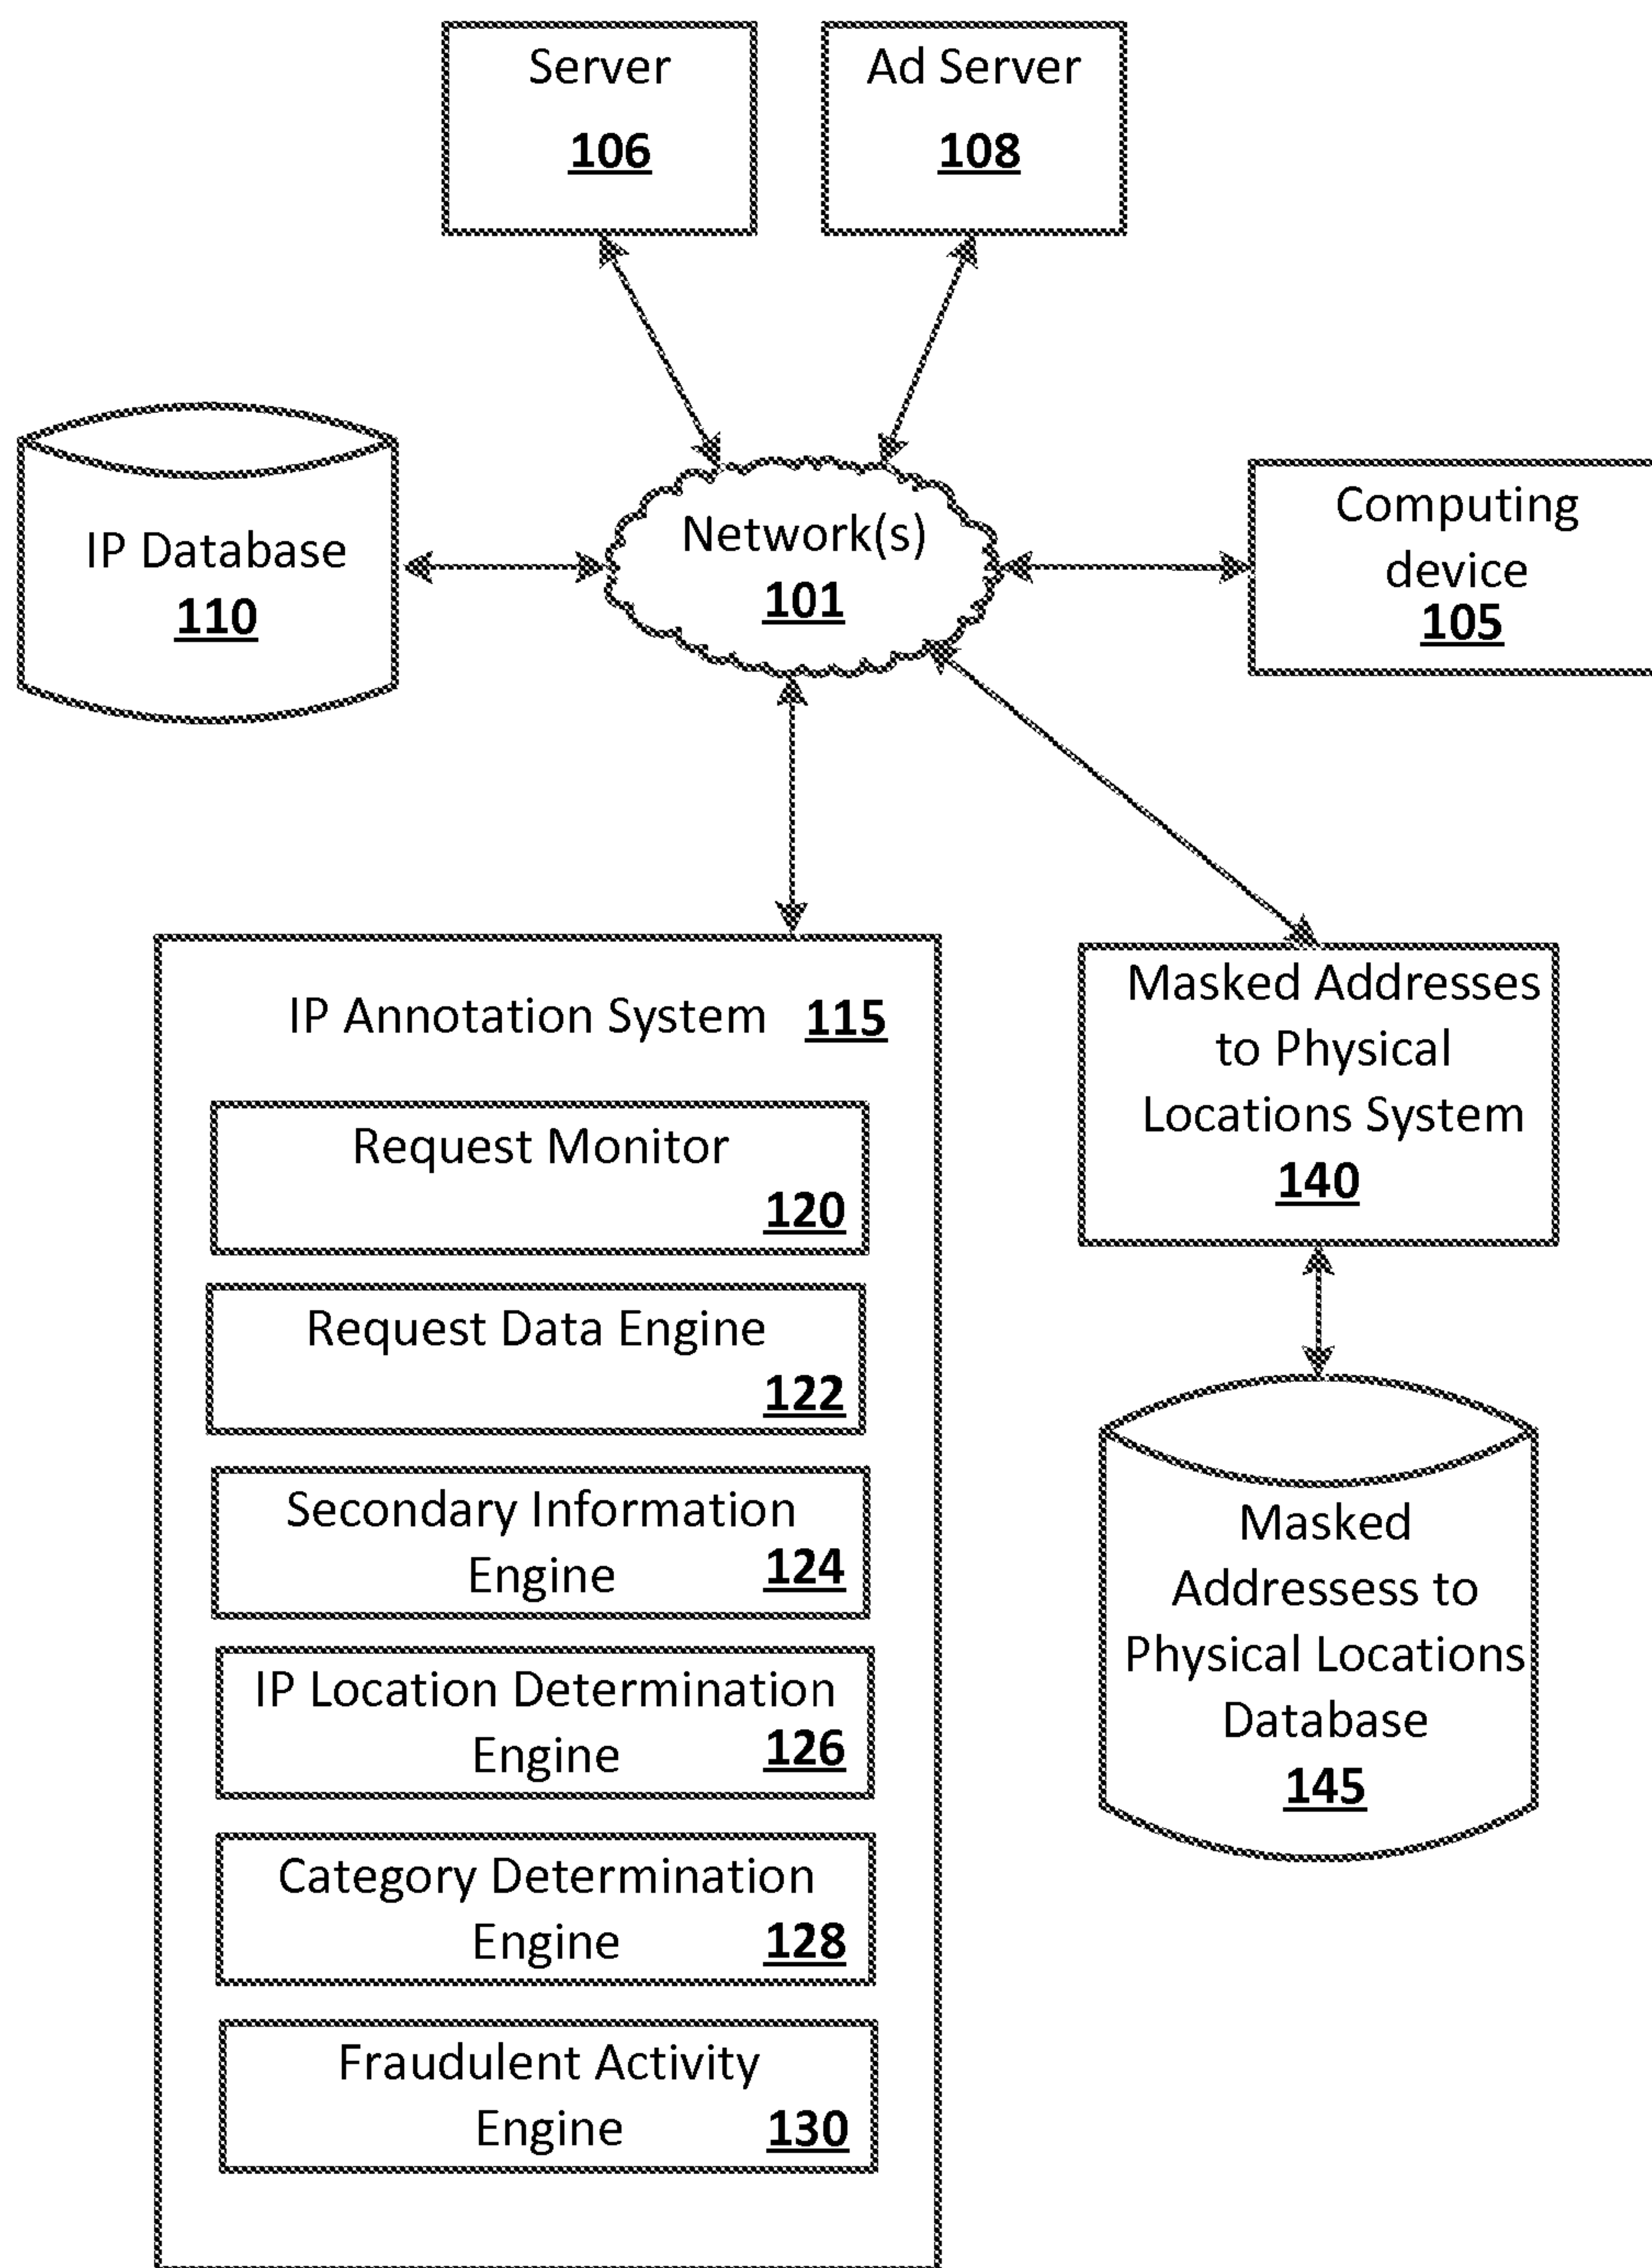 Server
106
Ad Server
108
IP Database
110
Network(s)
101
Computing
device
105
IP Annotation System 115
Request Monitor
120
Request Data Engine
122
Secondary Information
Engine 124
IP Location Determination
Engine 126
Category Determination
Engine 128
Fraudulent Activity
Engine 130
Masked Addresses
to Physical
Locations System
140
Masked
Addressess to
Physical Locations
Database
145